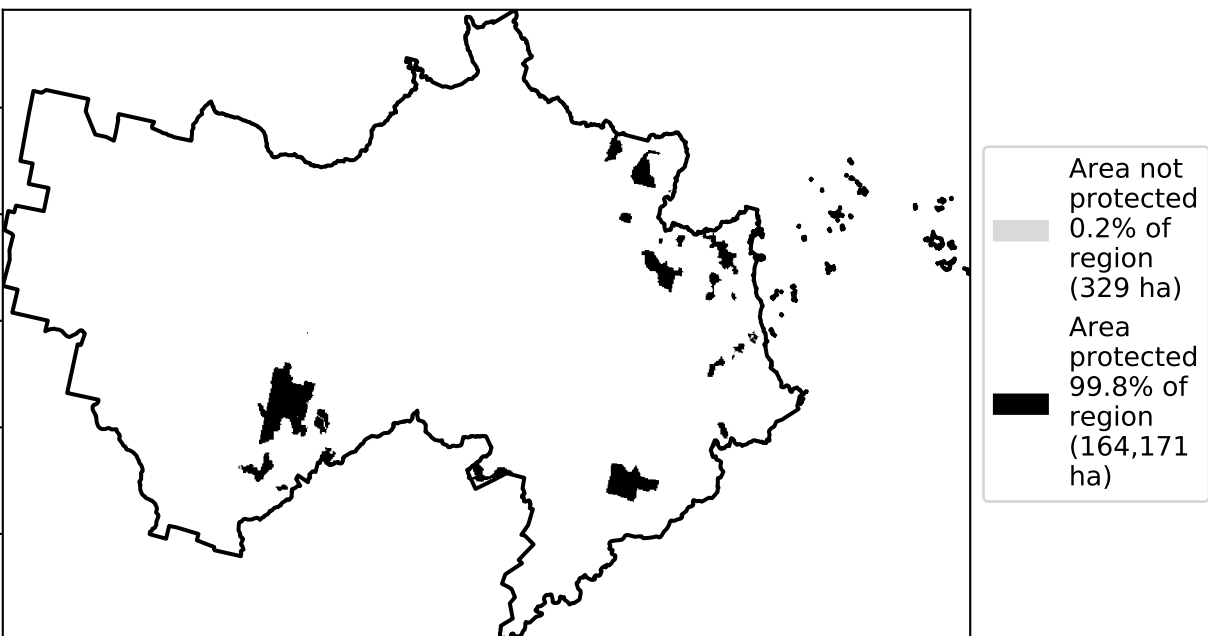 Area not
protected
0.2% of
region
(329 ha)
Area
protected
99.8% of
region
(164,171
ha)